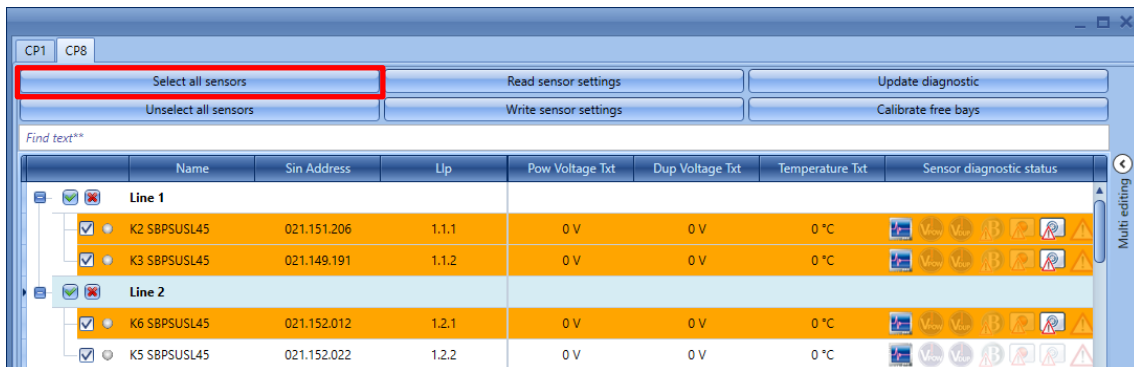 CP1 CP8
Select all sensors Read sensor settings Update diagnostic
Unselect all sensors Write sensor settings Calibrate free bays
Find text**
Name Sin Address Llp Pow Voltage Txt Dup Voltage Txt Temperature Txt Sensor diagnostic status
Line 1
K2 SBPSUSL45 021.151.206 1.1.1 0 V 0 V 0 °C
K3 SBPSUSL45 021.149.191 1.1.2 0 V 0 V 0 °C
Line 2
K6 SBPSUSL45 021.152.012 1.2.1 0 V 0 V 0 °C
K5 SBPSUSL45 021.152.022 1.2.2 0 V 0 V 0 °C
Multi editing